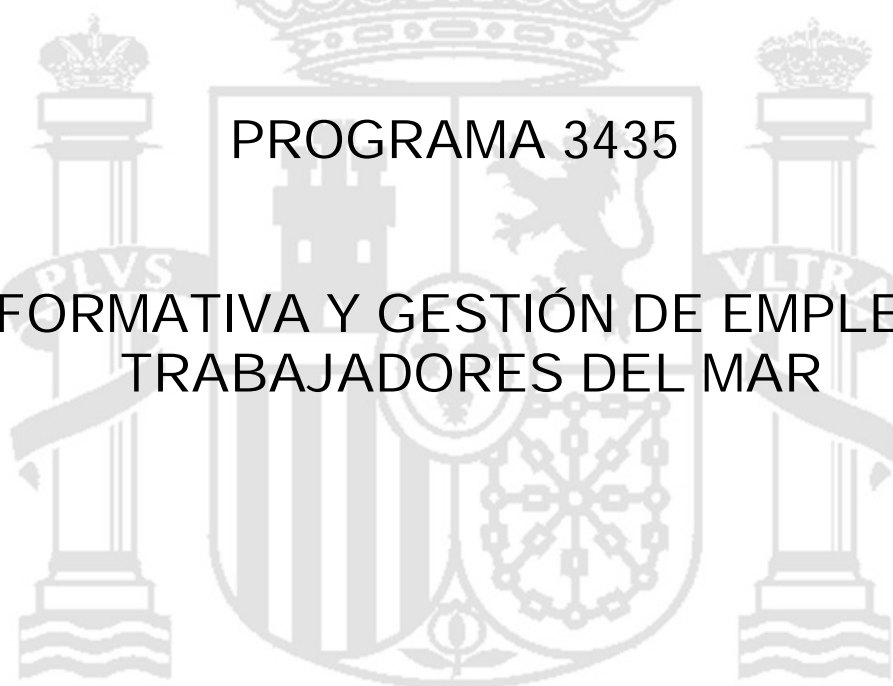 PROGRAMA 3435
PLVS
VLTR
FORMATIVA Y GESTIÓN DE EMPLE
TRABAJADORES DEL MAR